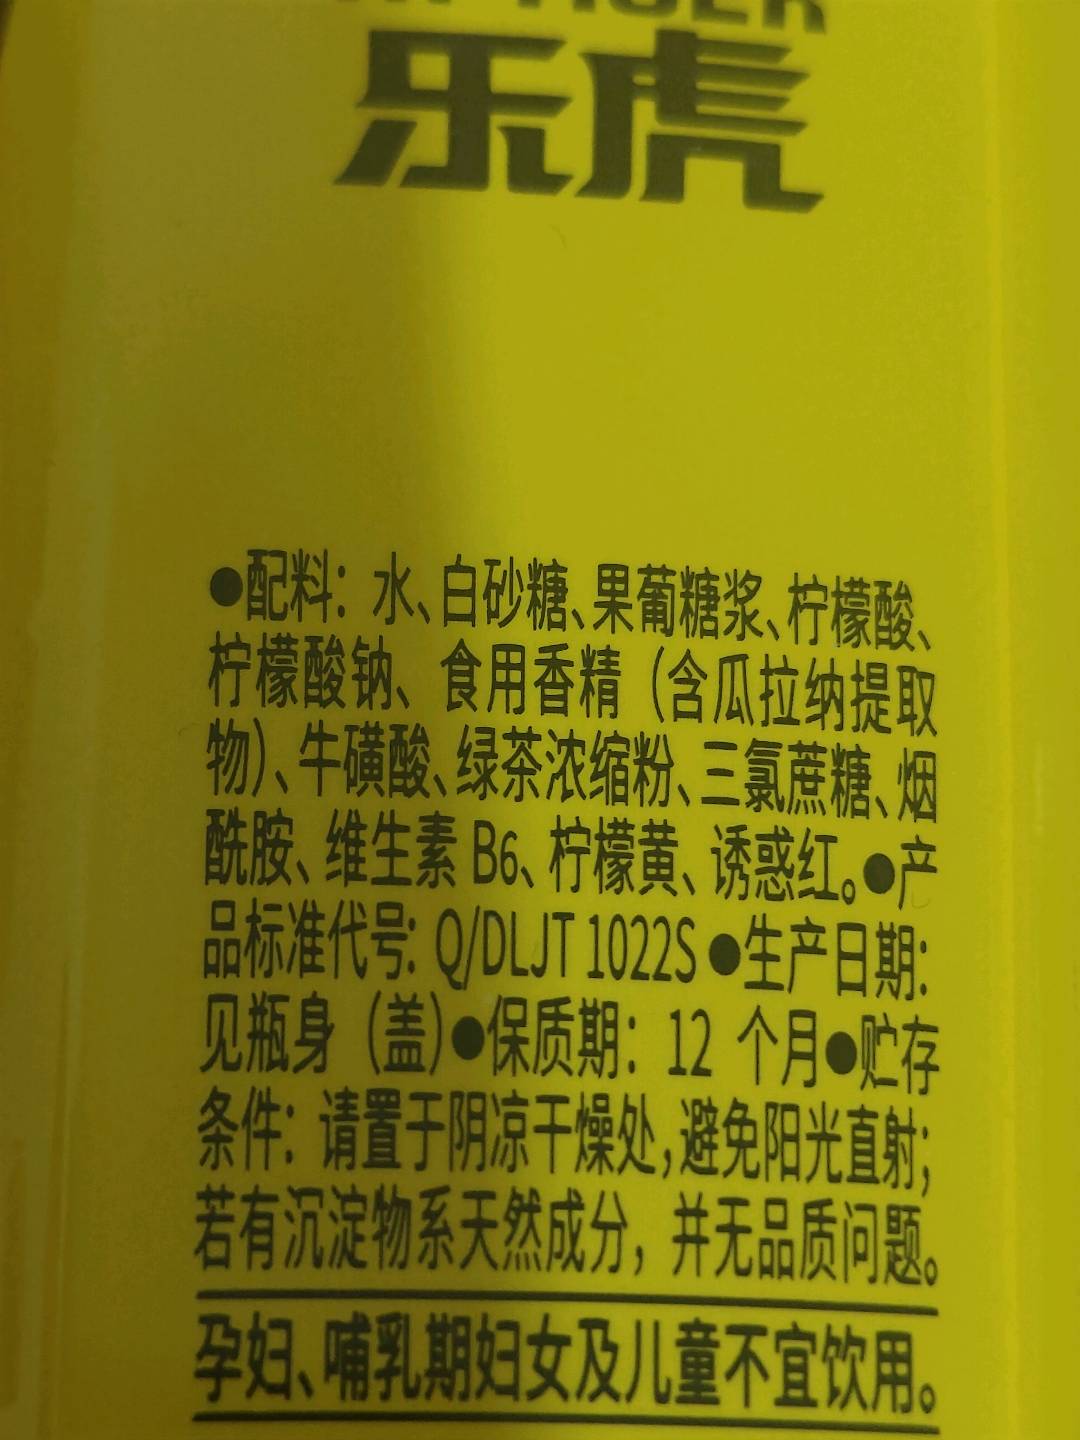 乐虎
●配料：水、白砂糖、果葡糖浆、柠檬酸、
柠檬酸钠、食用香精（含瓜拉纳提取
物）、牛磺酸、绿茶浓缩粉、三氯蔗糖、烟
酰胺、维生素B6、柠檬黄、诱惑红。●产
品标准代号：Q/DLJT 1022S ●生产日期：
见瓶身（盖）●保质期：12 个月●贮存
条件：请置于阴凉干燥处，避免阳光直射；
若有沉淀物系天然成分，并无品质问题。
孕妇、哺乳期妇女及儿童不宜饮用。